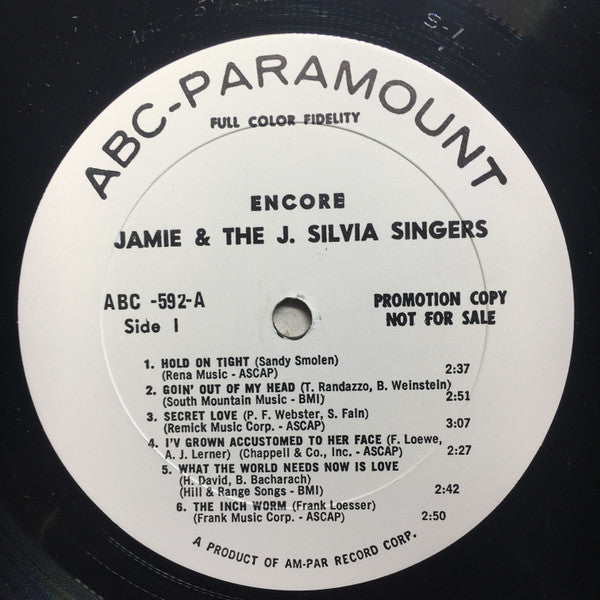 S-1
ABC-PARAMOUNT
FULL COLOR FIDELITY
ENCORE
JAMIE & THE J. SILVIA SINGERS
ABC -592-A
Side I
PROMOTION COPY
NOT FOR SALE
1. HOLD ON TIGHT (Sandy Smolen)
(Rena Music - ASCAP) 2:37
2. GOIN' OUT OF MY HEAD (T. Randazzo, B. Weinstein)
(South Mountain Music - BMI) 2:51
3. SECRET LOVE (P. F. Webster, S. Fain)
(Remick Music Corp. - ASCAP) 3:07
4. I'V GROWN ACCUSTOMED TO HER FACE (F. Loewe,
A. J. Lerner) (Chappell & Co., Inc. - ASCAP) 2:27
5. WHAT THE WORLD NEEDS NOW IS LOVE
(H. David, B. Bacharach)
(Hill & Range Songs - BMI) 2:42
6. THE INCH WORM (Frank Loesser)
(Frank Music Corp. - ASCAP) 2:50
A PRODUCT OF AM-PAR RECORD CORP.